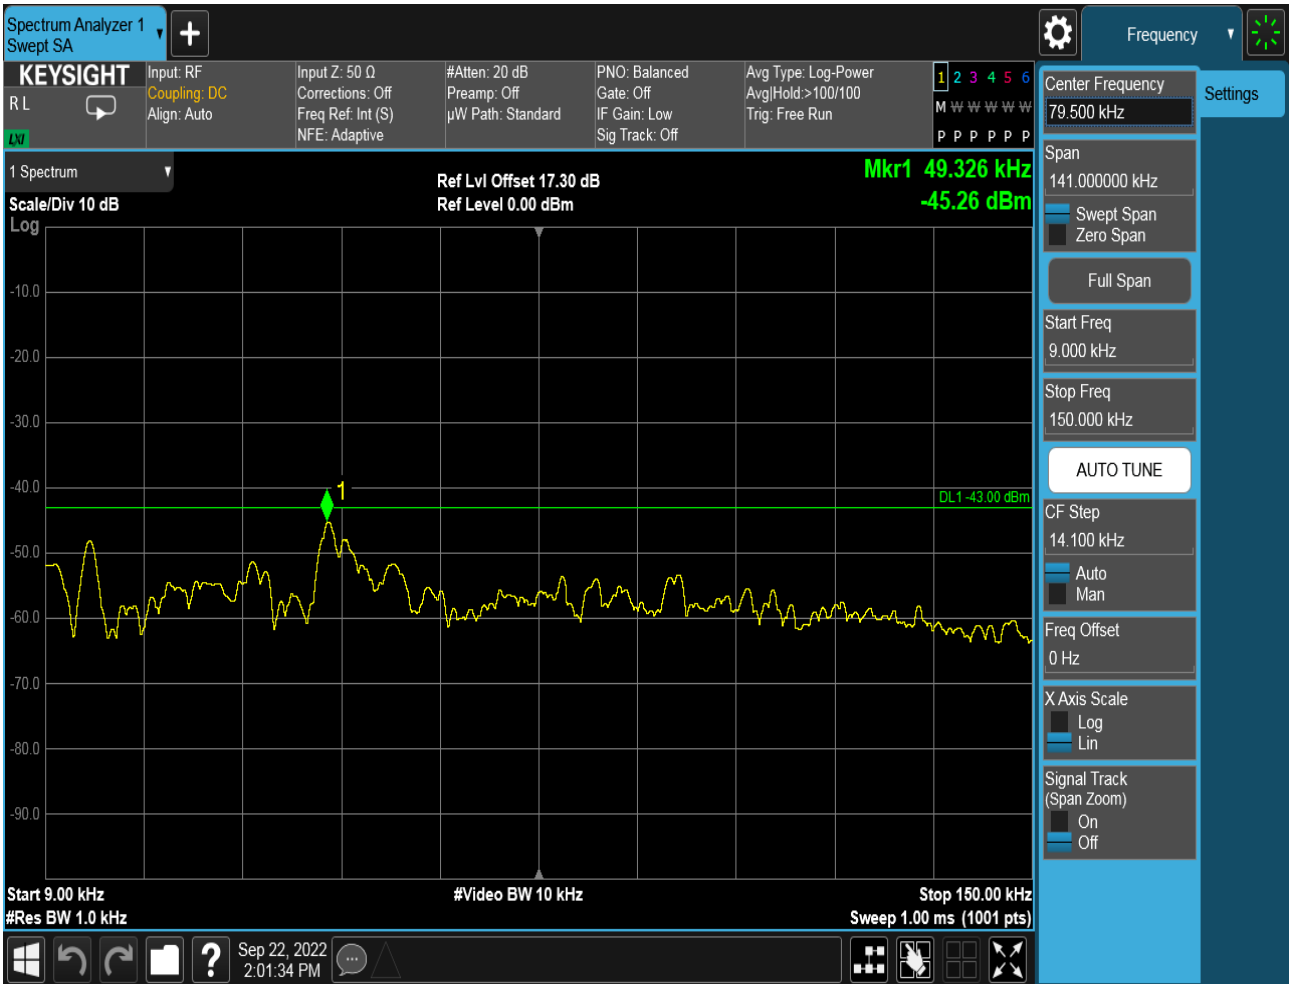 Spectrum Analyzer 1
Swept SA
+
Frequency
KEYSIGHT
R L
LXI
Input: RF
Coupling: DC
Align: Auto
Input Z: 50 Ω
Corrections: Off
Freq Ref: Int (S)
NFE: Adaptive
#Atten: 20 dB
Preamp: Off
µW Path: Standard
PNO: Balanced
Gate: Off
IF Gain: Low
Sig Track: Off
Avg Type: Log-Power
Avg|Hold:>100/100
Trig: Free Run
1 2 3 4 5 6
M W W W W W
P P P P P P
1 Spectrum
Scale/Div 10 dB
Log
Ref Lvl Offset 17.30 dB
Ref Level 0.00 dBm
Mkr1 49.326 kHz
-45.26 dBm
-10.0
-20.0
-30.0
-40.0
1
DL1 -43.00 dBm
-50.0
-60.0
-70.0
-80.0
-90.0
Start 9.00 kHz
#Video BW 10 kHz
Stop 150.00 kHz
#Res BW 1.0 kHz
Sweep 1.00 ms (1001 pts)
Center Frequency
79.500 kHz
Settings
Span
141.000000 kHz
Swept Span
Zero Span
Full Span
Start Freq
9.000 kHz
Stop Freq
150.000 kHz
AUTO TUNE
CF Step
14.100 kHz
Auto
Man
Freq Offset
0 Hz
X Axis Scale
Log
Lin
Signal Track
(Span Zoom)
On
Off
?
Sep 22, 2022
2:01:34 PM